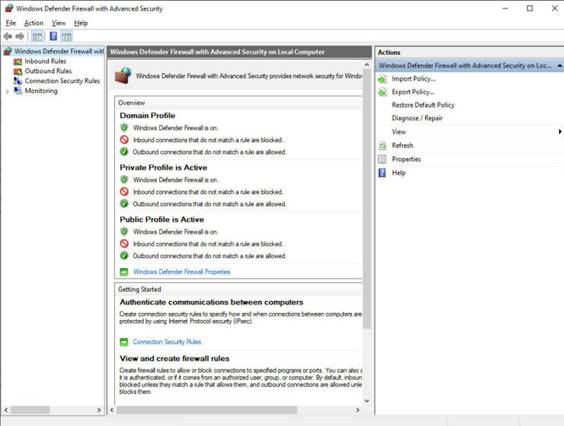 Windows Defender Firewall with Advanced Security
File Action View Help
Windows Defender Firewall wit
Inbound Rules
Outbound Rules
Connection Security Rules
Monitoring
Windows Defender Firewall with Advanced Security on Local Computer
Windows Defender Firewall with Advanced Security provides network security for Window
Overview
Domain Profile
Windows Defender Firewall is on.
Inbound connections that do not match a rule are blocked.
Outbound connections that do not match a rule are allowed.
Private Profile is Active
Windows Defender Firewall is on.
Inbound connections that do not match a rule are blocked.
Outbound connections that do not match a rule are allowed.
Public Profile is Active
Windows Defender Firewall is on.
Inbound connections that do not match a rule are blocked.
Outbound connections that do not match a rule are allowed.
Windows Defender Firewall Properties
Getting Started
Authenticate communications between computers
Create connection security rules to specify how and when connections between computers are
protected by using Internet Protocol security (IPsec).
Connection Security Rules
View and create firewall rules
Create firewall rules to allow or block connections to specified programs or ports. You can also a
it is authenticated, or if it comes from an authorized user, group, or computer. By default, inboun
blocked unless they match a rule that allows them, and outbound connections are allowed unle
blocks them.
Actions
Windows Defender Firewall with Advanced Security on Loc...
Import Policy...
Export Policy...
Restore Default Policy
Diagnose / Repair
View
Refresh
Properties
Help